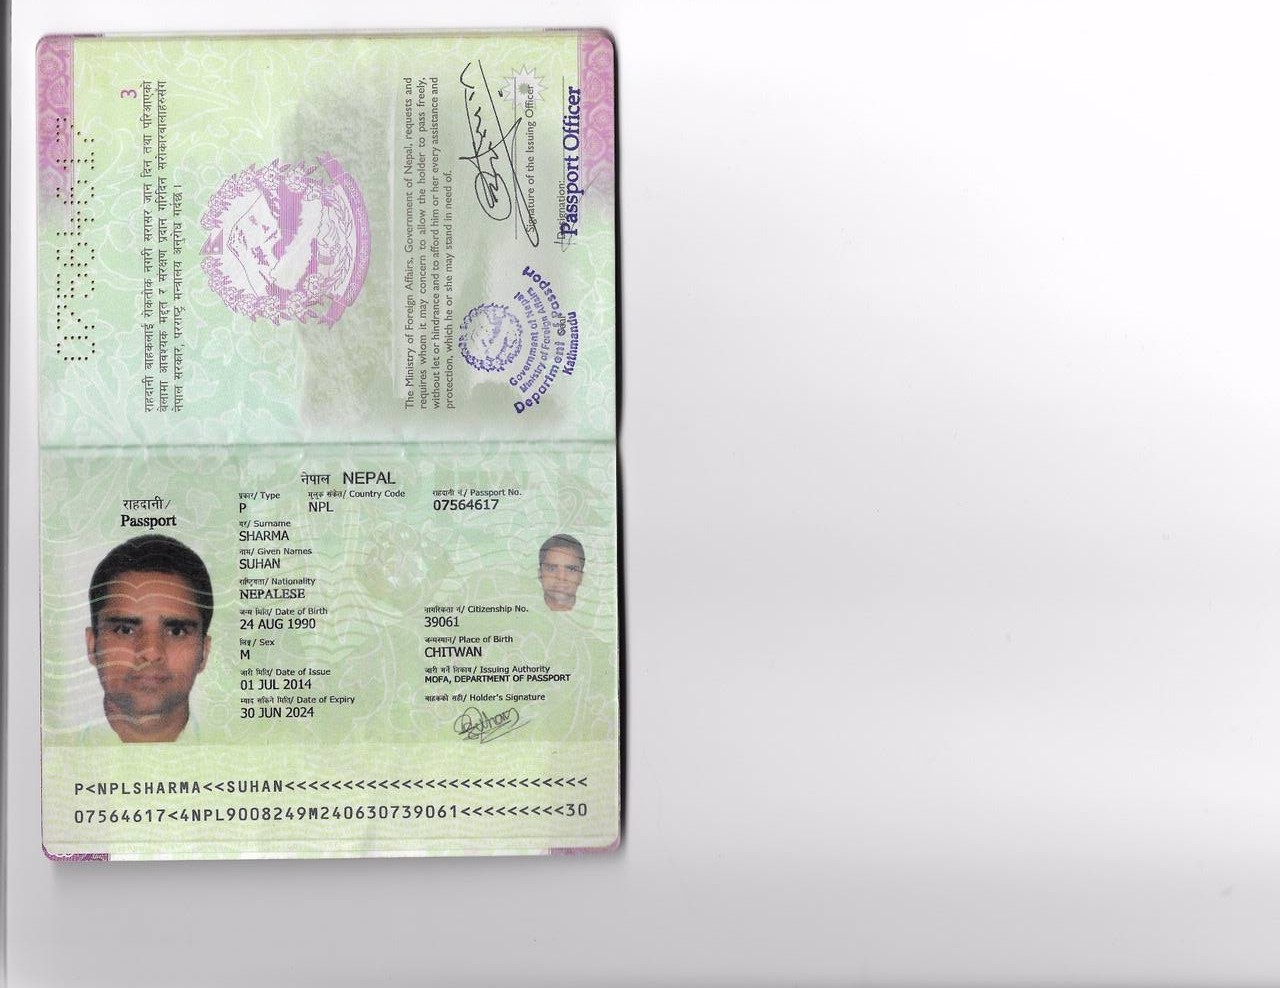 07564617
3
राहदानी बाहकलाई रोकतोक नगरी सरासर जान दिन तथा परिआएको
बेलामा आवश्यक मद्दत र संरक्षण प्रदान गरिदिन सरोकारवालाहरुसँग
नेपाल सरकार, परराष्ट्र मन्त्रालय अनुरोध गर्दछ ।
The Ministry of Foreign Affairs, Government of Nepal, requests and
requires whom it may concern to allow the holder to pass freely,
without let or hindrance and to afford him or her every assistance and
protection, which he or she may stand in need of.
Signature of the Issuing Officer
Designation:
Passport Officer
Government of Nepal
Ministry of Foreign Affairs
Department of Passport
Kathmandu
Seal
नेपाल NEPAL
राहदानी/
Passport
प्रकार/ Type
मुलुक संकेत/ Country Code
राहदानी नं/ Passport No.
P
NPL
07564617
थर/ Surname
SHARMA
नाम/ Given Names
SUHAN
राष्ट्रियता/ Nationality
NEPALESE
जन्म मिति/ Date of Birth
नागरिकता नं/ Citizenship No.
24 AUG 1990
39061
लिङ्ग/ Sex
जन्मस्थान/ Place of Birth
M
CHITWAN
जारी मिति/ Date of Issue
जारी गर्ने निकाय/ Issuing Authority
01 JUL 2014
MOFA, DEPARTMENT OF PASSPORT
म्याद सकिने मिति/ Date of Expiry
वाहकको सही/ Holder's Signature
30 JUN 2024
P<NPLSHARMA<<SUHAN<<<<<<<<<<<<<<<<<<<<<<<<<<
07564617<4NPL9008249M240630739061<<<<<<<<<30